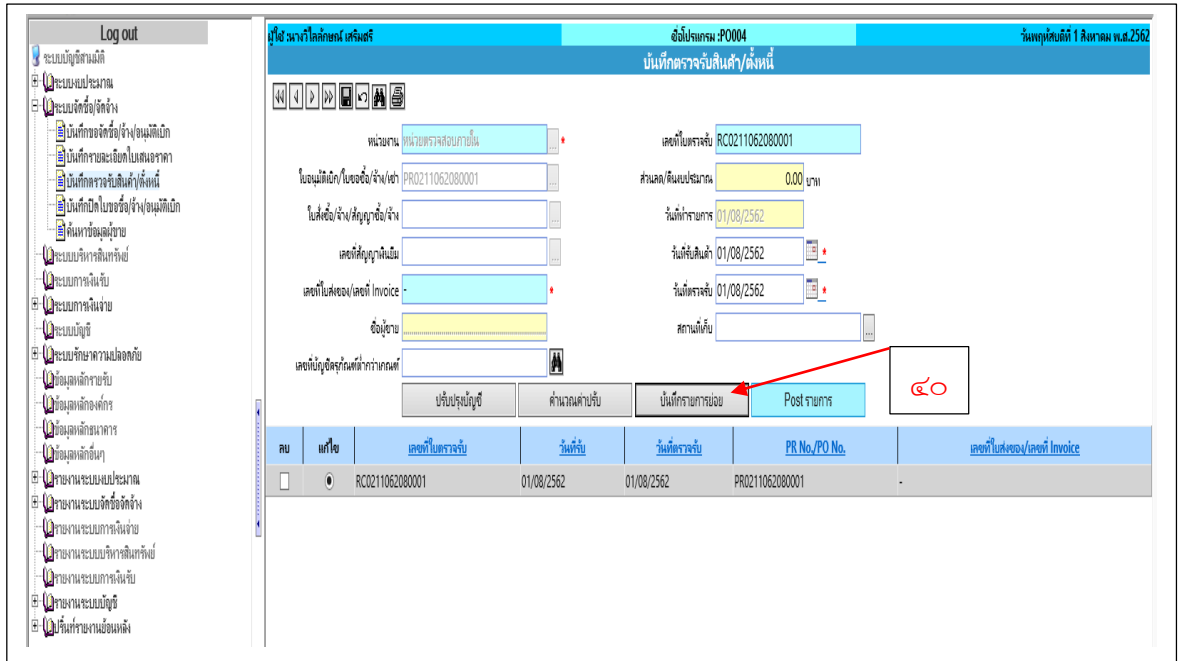 Log out
ระบบบัญชีสามมิติ
ระบบงบประมาณ
ระบบจัดซื้อ/จัดจ้าง
บันทึกขอจัดซื้อ/จ้าง/อนุมัติเบิก
บันทึกรายละเอียดใบเสนอราคา
บันทึกตรวจรับสินค้า/ตั้งหนี้
บันทึกปิดใบขอซื้อ/จ้าง/อนุมัติเบิก
ค้นหาข้อมูลผู้ขาย
ระบบบริหารสินทรัพย์
ระบบการเงินรับ
ระบบการเงินจ่าย
ระบบบัญชี
ระบบรักษาความปลอดภัย
ข้อมูลหลักรายรับ
ข้อมูลหลักองค์กร
ข้อมูลหลักธนาคาร
ข้อมูลหลักอื่นๆ
รายงานระบบงบประมาณ
รายงานระบบจัดซื้อจัดจ้าง
รายงานระบบการเงินจ่าย
รายงานระบบบริหารสินทรัพย์
รายงานระบบการเงินรับ
รายงานระบบบัญชี
ปริ้นท์รายงานย้อนหลัง
ผู้ใช้ :นางวิไลลักษณ์ เสริมศรี ชื่อโปรแกรม :PO004 วันพฤหัสบดีที่ 1 สิงหาคม พ.ศ.2562
บันทึกตรวจรับสินค้า/ตั้งหนี้
หน่วยงาน หน่วยตรวจสอบภายใน ... * เลขที่ใบตรวจรับ RC0211062080001
ใบอนุมัติเบิก/ใบขอซื้อ/จ้าง/เช่า PR0211062080001 ... ส่วนลด/คืนงบประมาณ 0.00 บาท
ใบสั่งซื้อ/จ้าง/สัญญาซื้อ/จ้าง ... วันที่ทำรายการ 01/08/2562
เลขที่สัญญาเงินยืม ... วันที่รับสินค้า 01/08/2562 *
เลขที่ใบส่งของ/เลขที่ Invoice - * วันที่ตรวจรับ 01/08/2562 *
ชื่อผู้ขาย สถานที่เก็บ ...
เลขที่บัญชีครุภัณฑ์ต่ำกว่าเกณฑ์
ปรับปรุงบัญชี คำนวณค่าปรับ บันทึกรายการย่อย Post รายการ
๔๐
ลบ แก้ไข เลขที่ใบตรวจรับ วันที่รับ วันที่ตรวจรับ PR No./PO No. เลขที่ใบส่งของ/เลขที่ Invoice
RC0211062080001 01/08/2562 01/08/2562 PR0211062080001 -